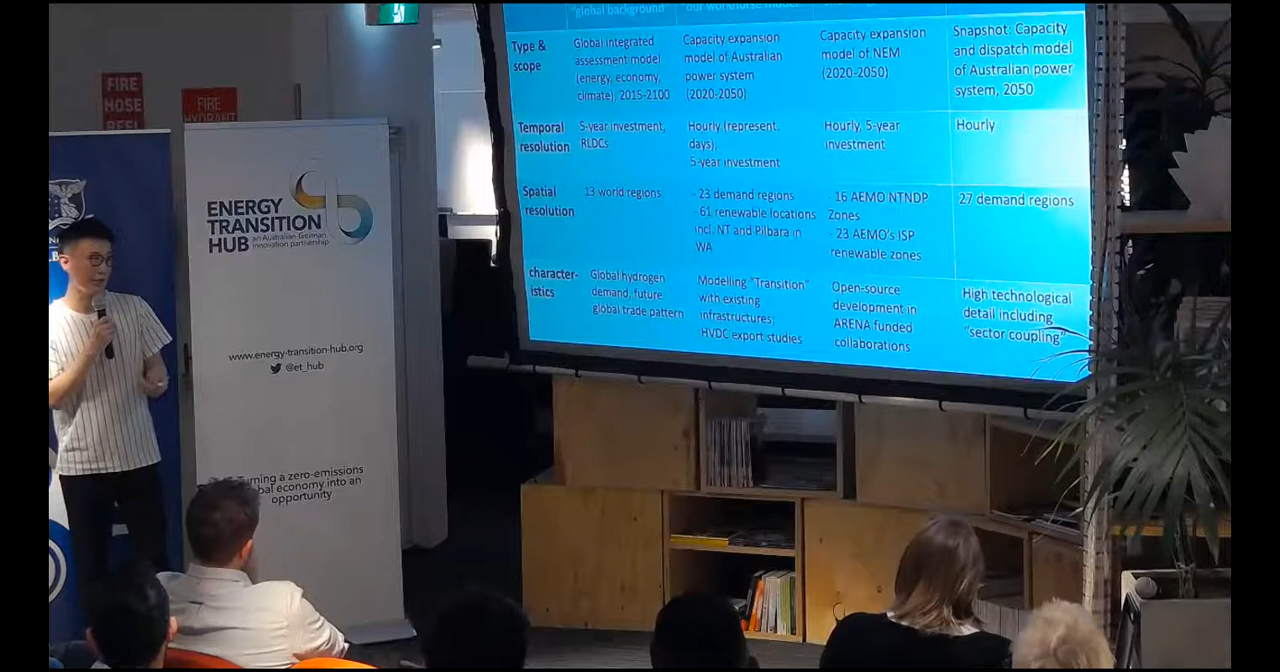 FIRE
HOSE
REEL
FIRE
HYDRANT
ENERGY
TRANSITION
HUB an Australian German
innovation partnership
www.energy-transition-hub.org
@et_hub
Turning a zero-emissions
global economy into an
opportunity
"global background
"our workhorse model"
Type &
scope
Global integrated
assessment model
(energy, economy,
climate), 2015-2100
Capacity expansion
model of Australian
power system
(2020-2050)
Capacity expansion
model of NEM
(2020-2050)
Snapshot: Capacity
and dispatch model
of Australian power
system, 2050
Temporal
resolution
5-year investment,
RLDCs
Hourly (represent.
days),
5-year investment
Hourly, 5-year
investment
Hourly
Spatial
resolution
13 world regions
- 23 demand regions
- 61 renewable locations
incl. NT and Pilbara in
WA
- 16 AEMO NTNDP
Zones
- 23 AEMO's ISP
renewable zones
27 demand regions
character-
istics
Global hydrogen
demand, future
global trade pattern
Modelling "Transition"
with existing
infrastructures;
HVDC export studies
Open-source
development in
ARENA funded
collaborations
High technological
detail including
"sector coupling"